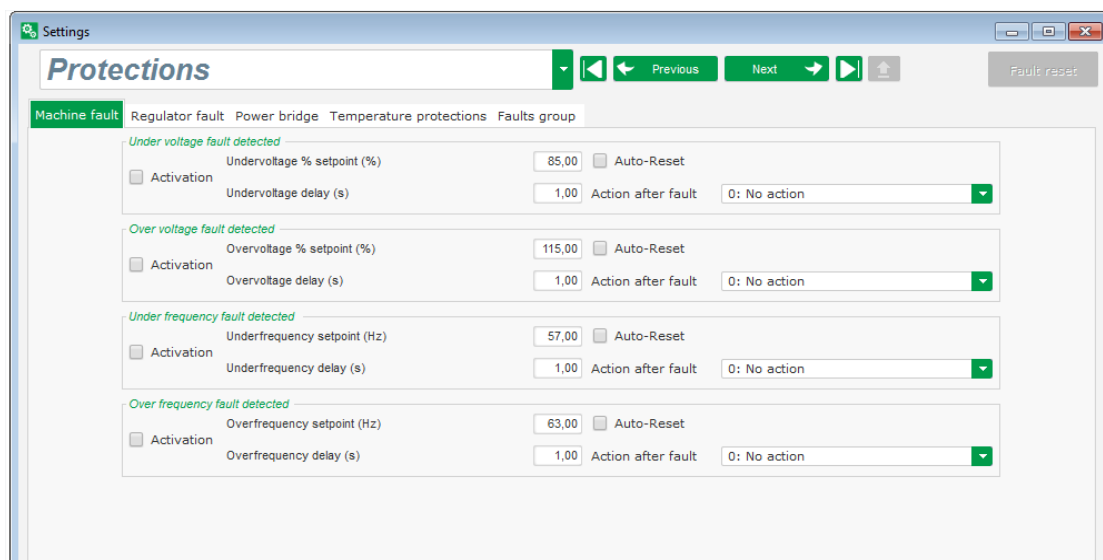 Settings
Protections
Previous
Next
Fault reset
Machine fault Regulator fault Power bridge Temperature protections Faults group
Under voltage fault detected
Undervoltage % setpoint (%) 85,00 Auto-Reset
Activation
Undervoltage delay (s) 1,00 Action after fault 0: No action
Over voltage fault detected
Overvoltage % setpoint (%) 115,00 Auto-Reset
Activation
Overvoltage delay (s) 1,00 Action after fault 0: No action
Under frequency fault detected
Underfrequency setpoint (Hz) 57,00 Auto-Reset
Activation
Underfrequency delay (s) 1,00 Action after fault 0: No action
Over frequency fault detected
Overfrequency setpoint (Hz) 63,00 Auto-Reset
Activation
Overfrequency delay (s) 1,00 Action after fault 0: No action